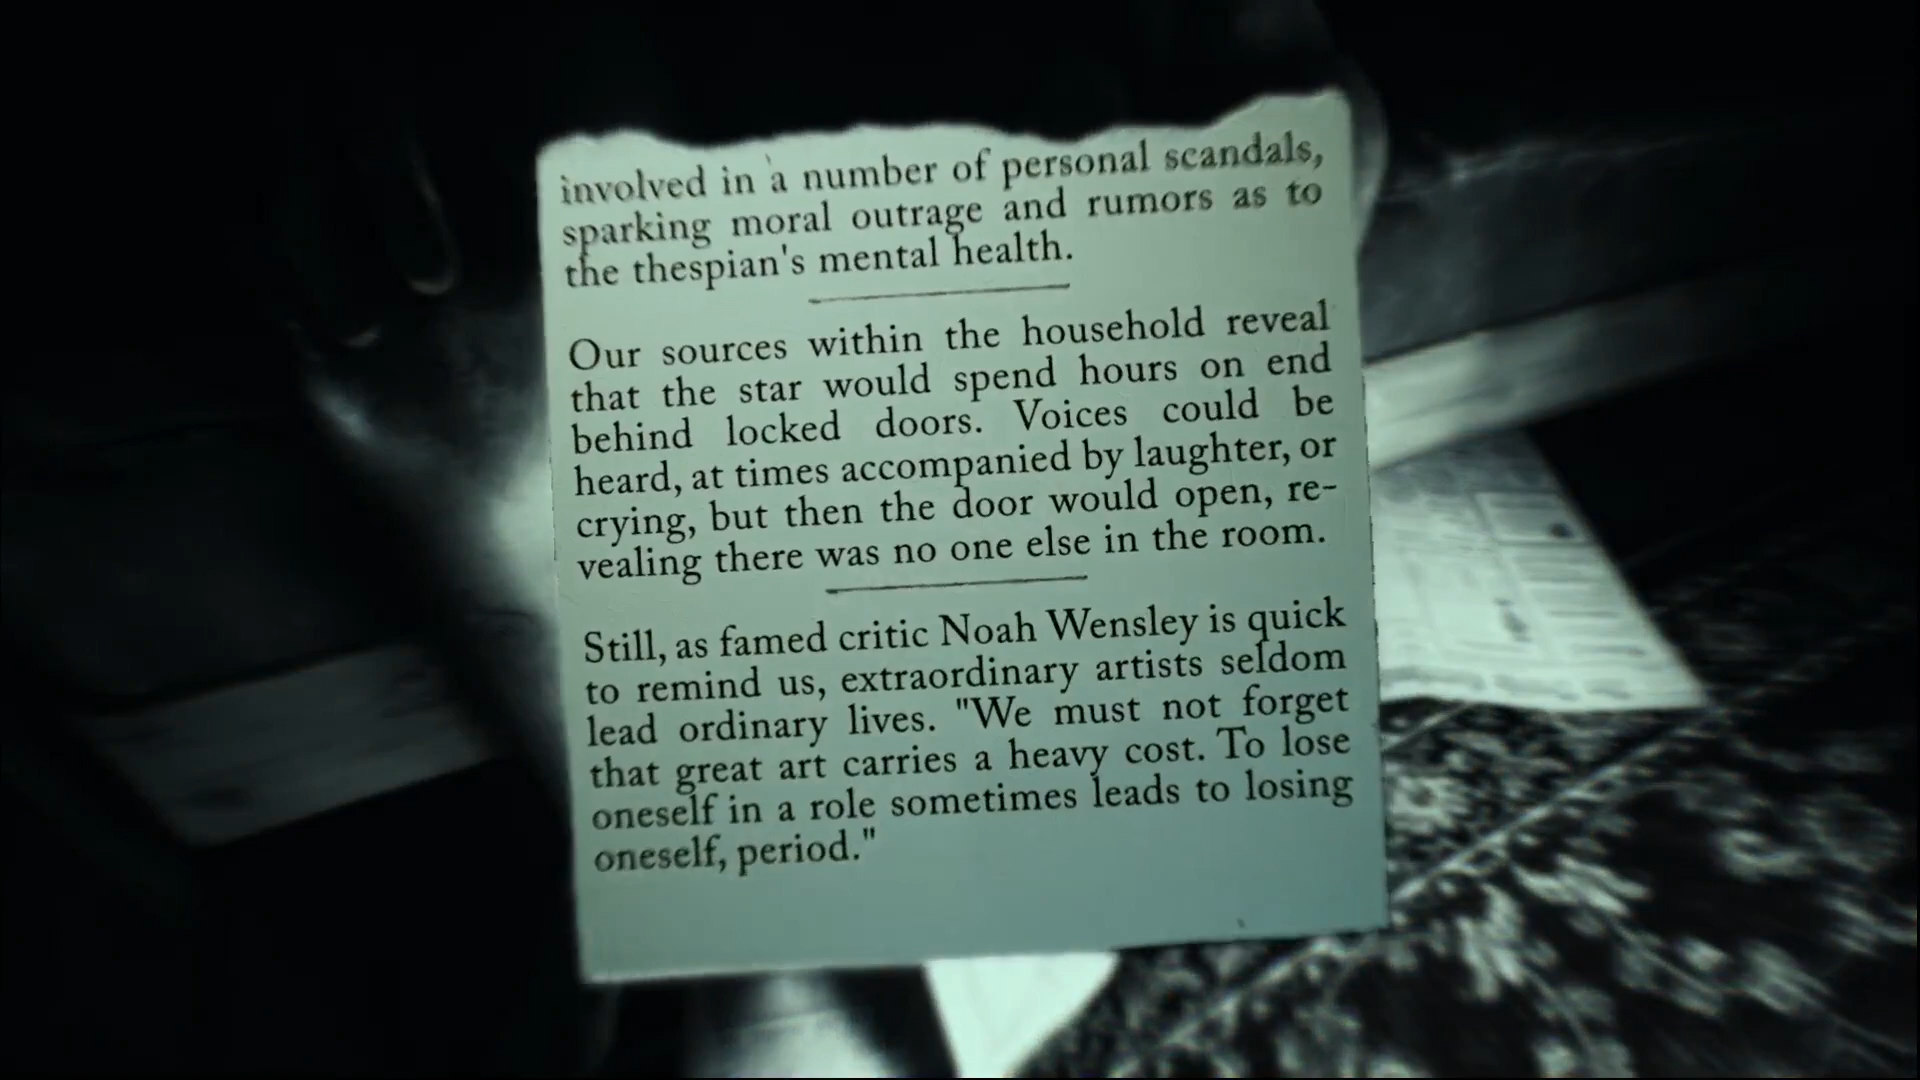 involved in a number of personal scandals,
sparking moral outrage and rumors as to
the thespian's mental health.
Our sources within the household reveal
that the star would spend hours on end
behind locked doors. Voices could be
heard, at times accompanied by laughter, or
crying, but then the door would open, re-
vealing there was no one else in the room.
Still, as famed critic Noah Wensley is quick
to remind us, extraordinary artists seldom
lead ordinary lives. "We must not forget
that great art carries a heavy cost. To lose
oneself in a role sometimes leads to losing
oneself, period."